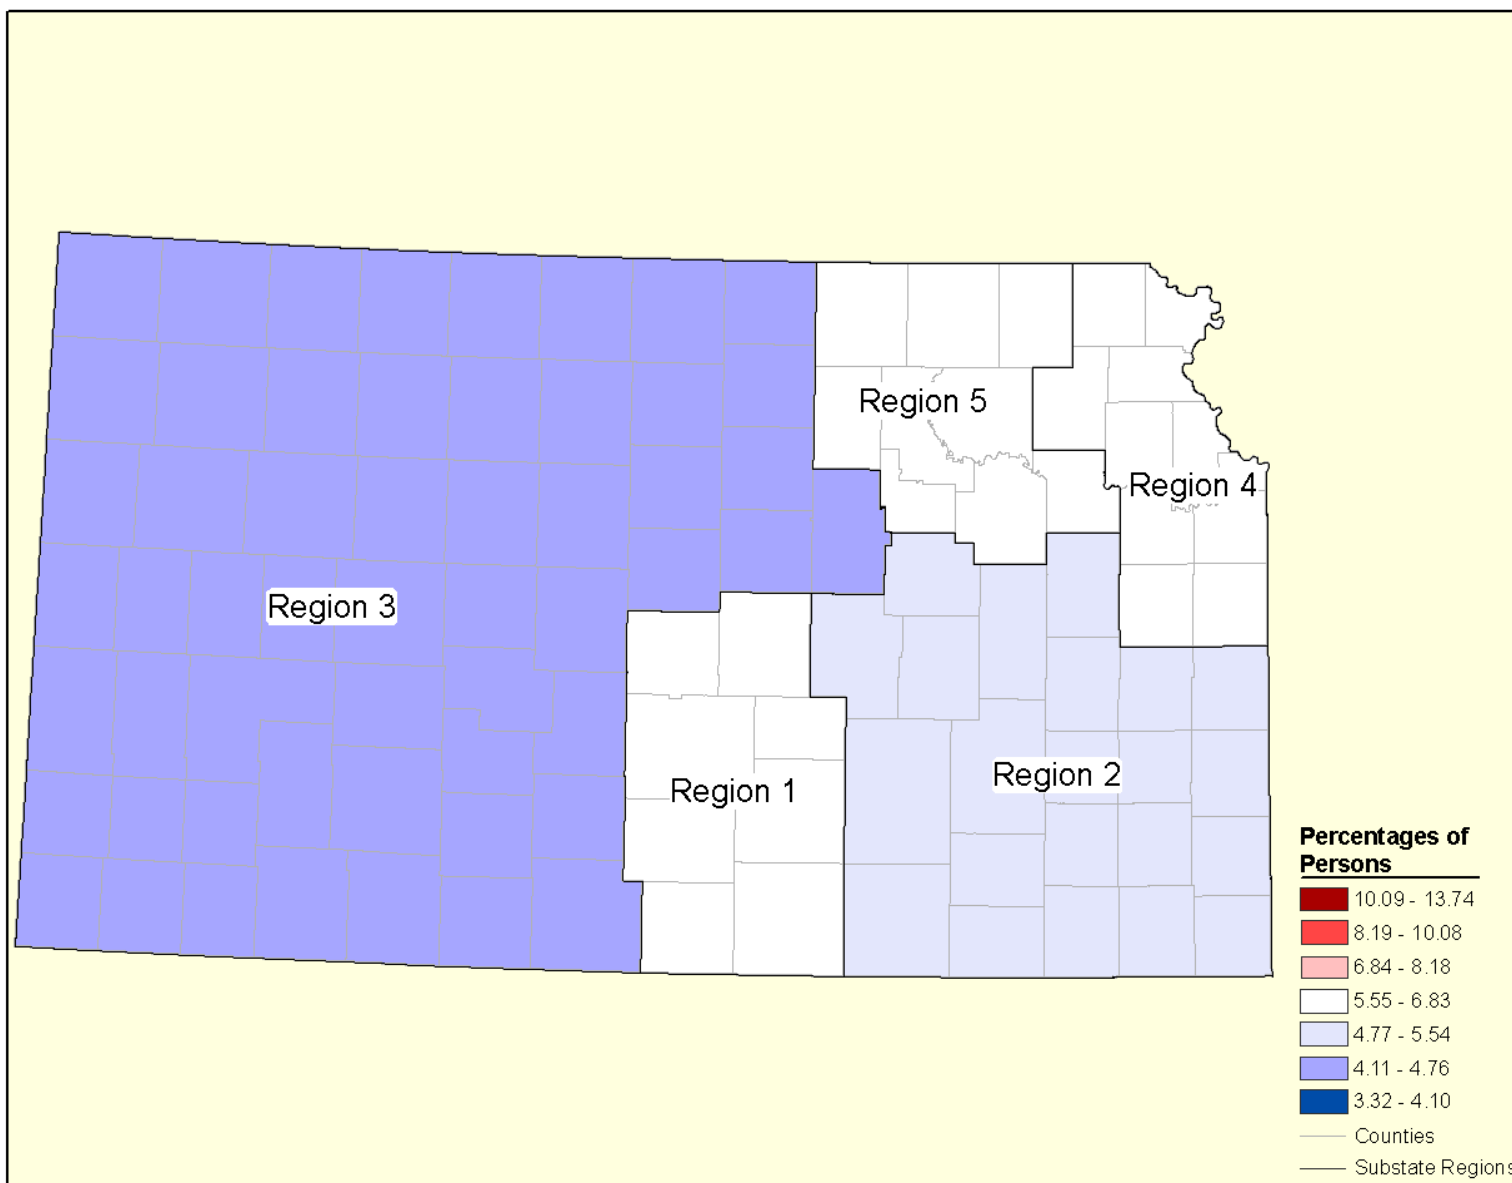 Region 5
Region 4
Region 3
Region 2
Region 1
Percentages of
Persons
10.09 - 13.74
8.19 - 10.08
6.84 - 8.18
5.55 - 6.83
4.77 - 5.54
4.11 - 4.76
3.32 - 4.10
Counties
Substate Regions